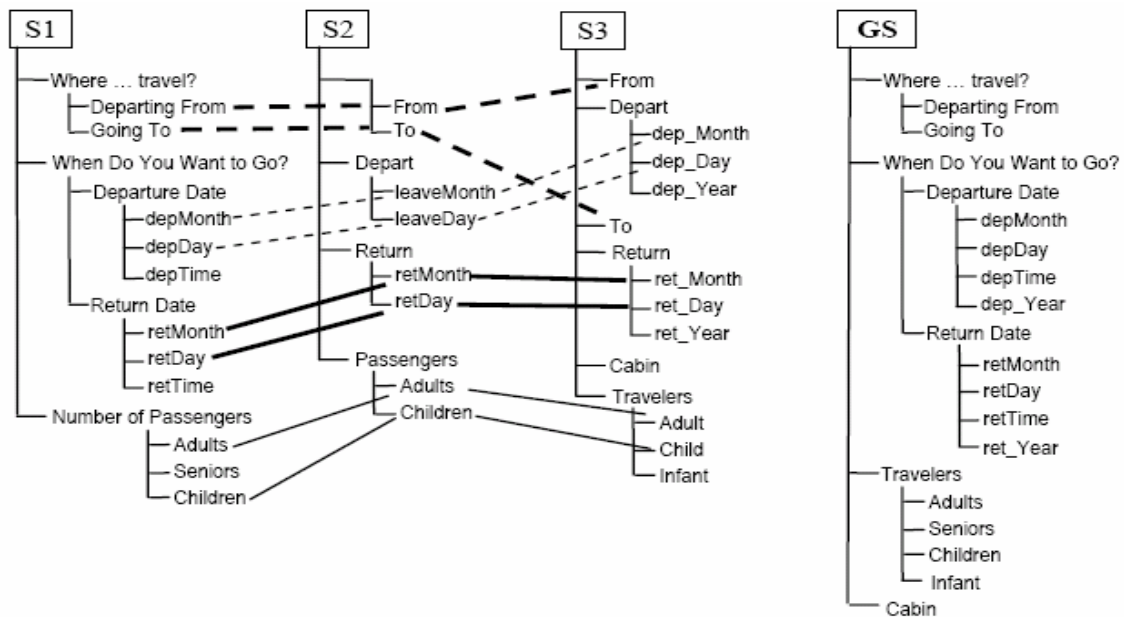 S1
Where ... travel?
Departing From
Going To
When Do You Want to Go?
Departure Date
depMonth
depDay
depTime
Return Date
retMonth
retDay
retTime
Number of Passengers
Adults
Seniors
Children
S2
From
To
Depart
leaveMonth
leaveDay
Return
retMonth
retDay
Passengers
Adults
Children
S3
From
Depart
dep_Month
dep_Day
dep_Year
To
Return
ret_Month
ret_Day
ret_Year
Cabin
Travelers
Adult
Child
Infant
GS
Where ... travel?
Departing From
Going To
When Do You Want to Go?
Departure Date
depMonth
depDay
depTime
dep_Year
Return Date
retMonth
retDay
retTime
ret_Year
Travelers
Adults
Seniors
Children
Infant
Cabin